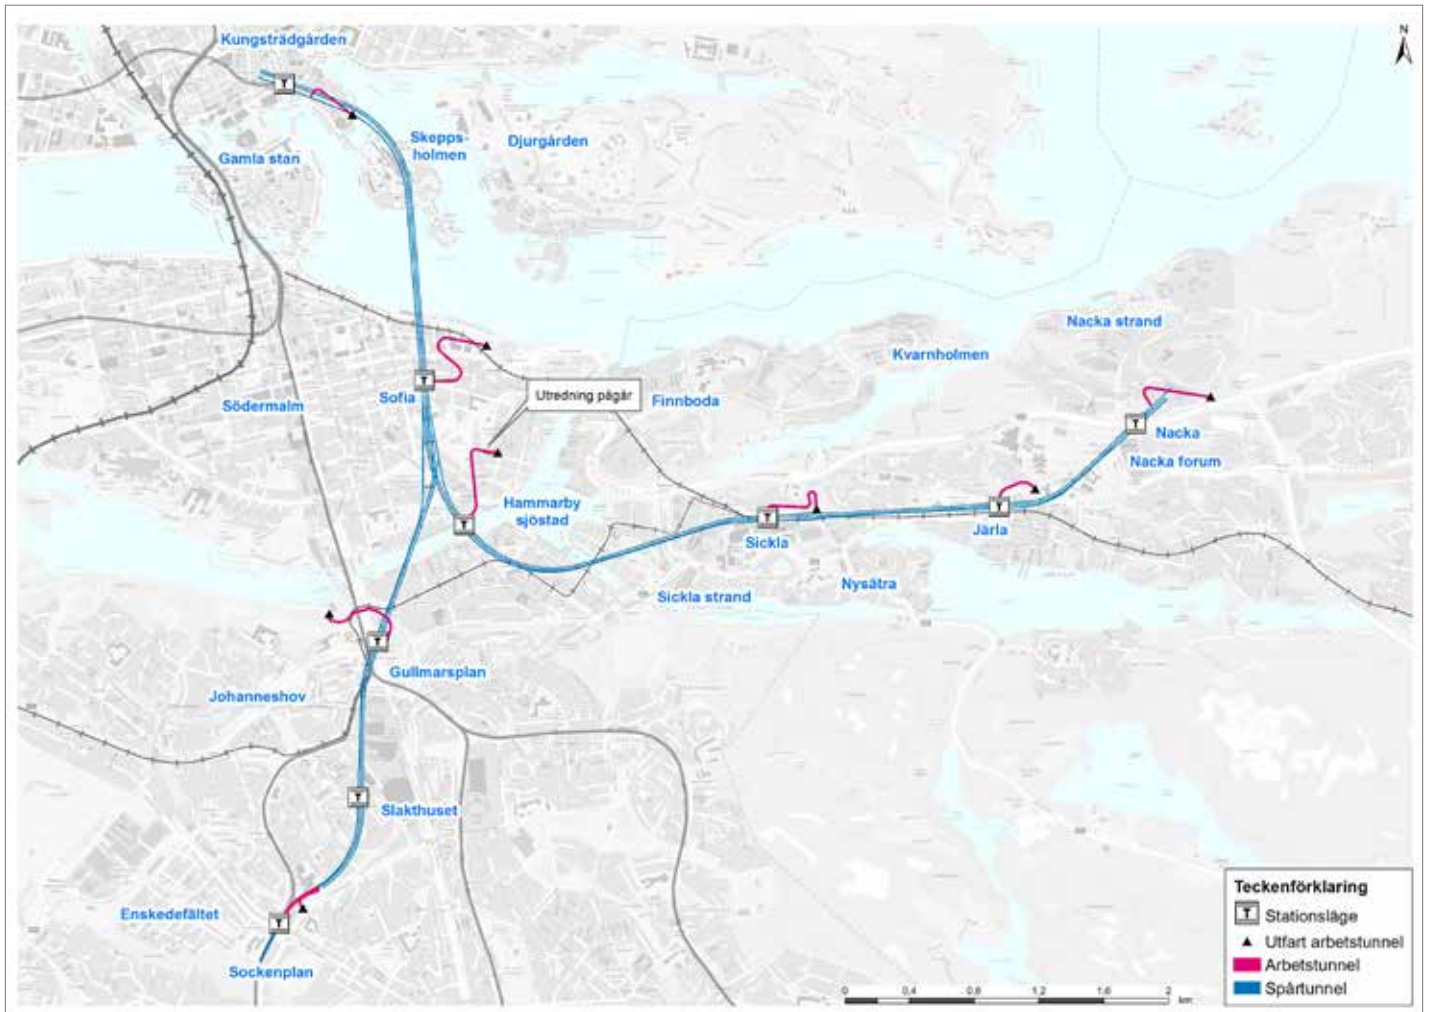 Kungsträdgården
N
Skepps-
holmen
Djurgården
Gamla stan
Nacka strand
Kvarnholmen
Utredning pågår
Sofia
Finnboda
Södermalm
Nacka
Nacka forum
Hammarby
sjöstad
Sickla
Järla
Nysätra
Sickla strand
Gullmarsplan
Johanneshov
Slakthuset
Enskedefältet
Sockenplan
Teckenförklaring
Stationsläge
Utfart arbetstunnel
Arbetstunnel
Spårtunnel
0 0,4 0,8 1,2 1,6 2
km